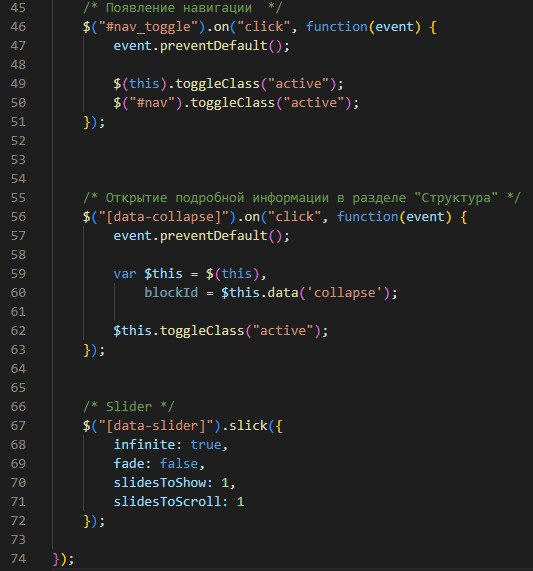 45 /* Появление навигации  */
46 $("#nav_toggle").on("click", function(event) {
47     event.preventDefault();
48
49     $(this).toggleClass("active");
50     $("#nav").toggleClass("active");
51 });
52
53
54
55 /* Открытие подробной информации в разделе "Структура" */
56 $("[data-collapse]").on("click", function(event) {
57     event.preventDefault();
58
59     var $this = $(this),
60         blockId = $this.data('collapse');
61
62     $this.toggleClass("active");
63 });
64
65
66 /* Slider */
67 $("[data-slider]").slick({
68     infinite: true,
69     fade: false,
70     slidesToShow: 1,
71     slidesToScroll: 1
72 });
73
74 });